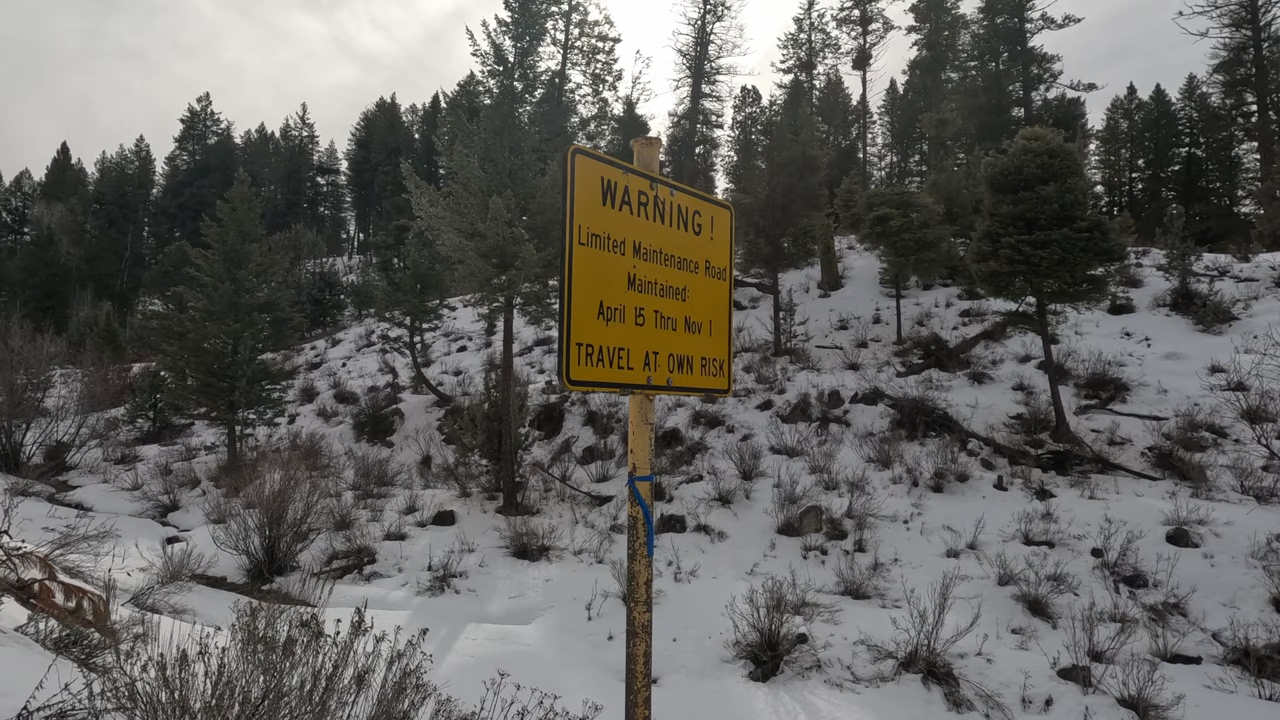 WARNING!
Limited Maintenance Road
Maintained:
April 15 Thru Nov 1
TRAVEL AT OWN RISK